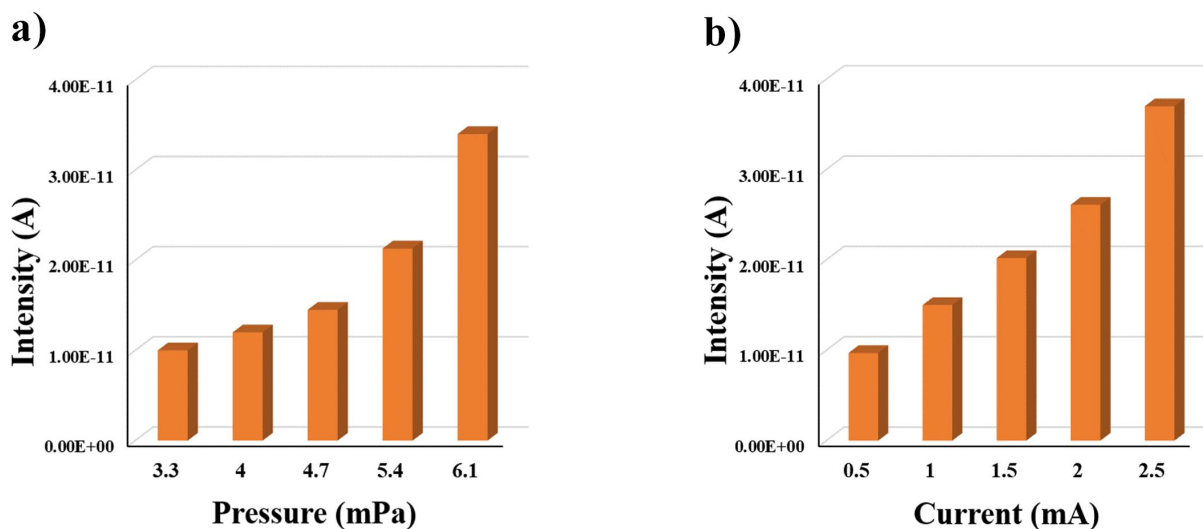 a)
4.00E-11
3.00E-11
2.00E-11
1.00E-11
0.00E+00
Intensity (A)
3.3 4 4.7 5.4 6.1
Pressure (mPa)
b)
4.00E-11
3.00E-11
2.00E-11
1.00E-11
0.00E+00
Intensity (A)
0.5 1 1.5 2 2.5
Current (mA)